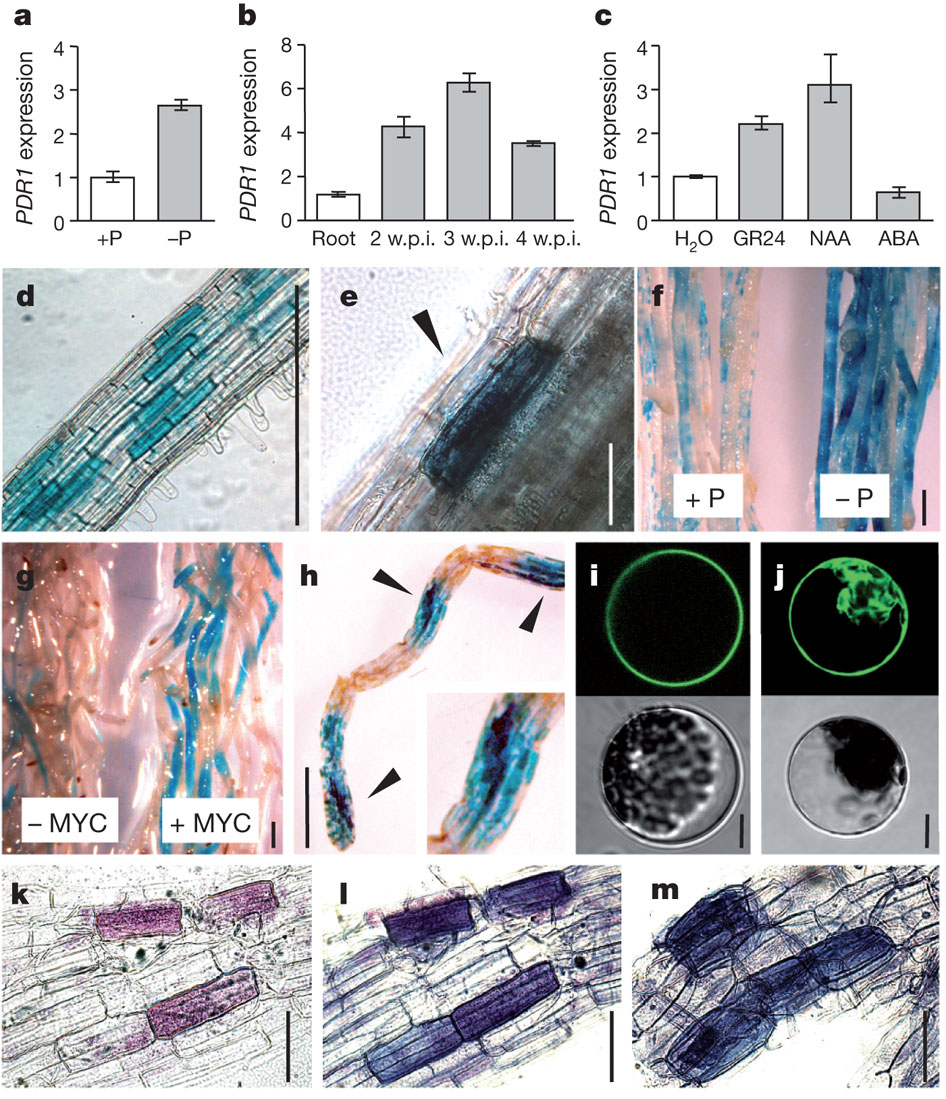 a
b
c
4
3
2
1
0
PDR1 expression
+P
–P
8
6
4
2
0
PDR1 expression
Root
2 w.p.i.
3 w.p.i.
4 w.p.i.
4
3
2
1
0
PDR1 expression
H2O
GR24
NAA
ABA
d
e
f
+ P
– P
g
– MYC
+ MYC
h
i
j
k
l
m